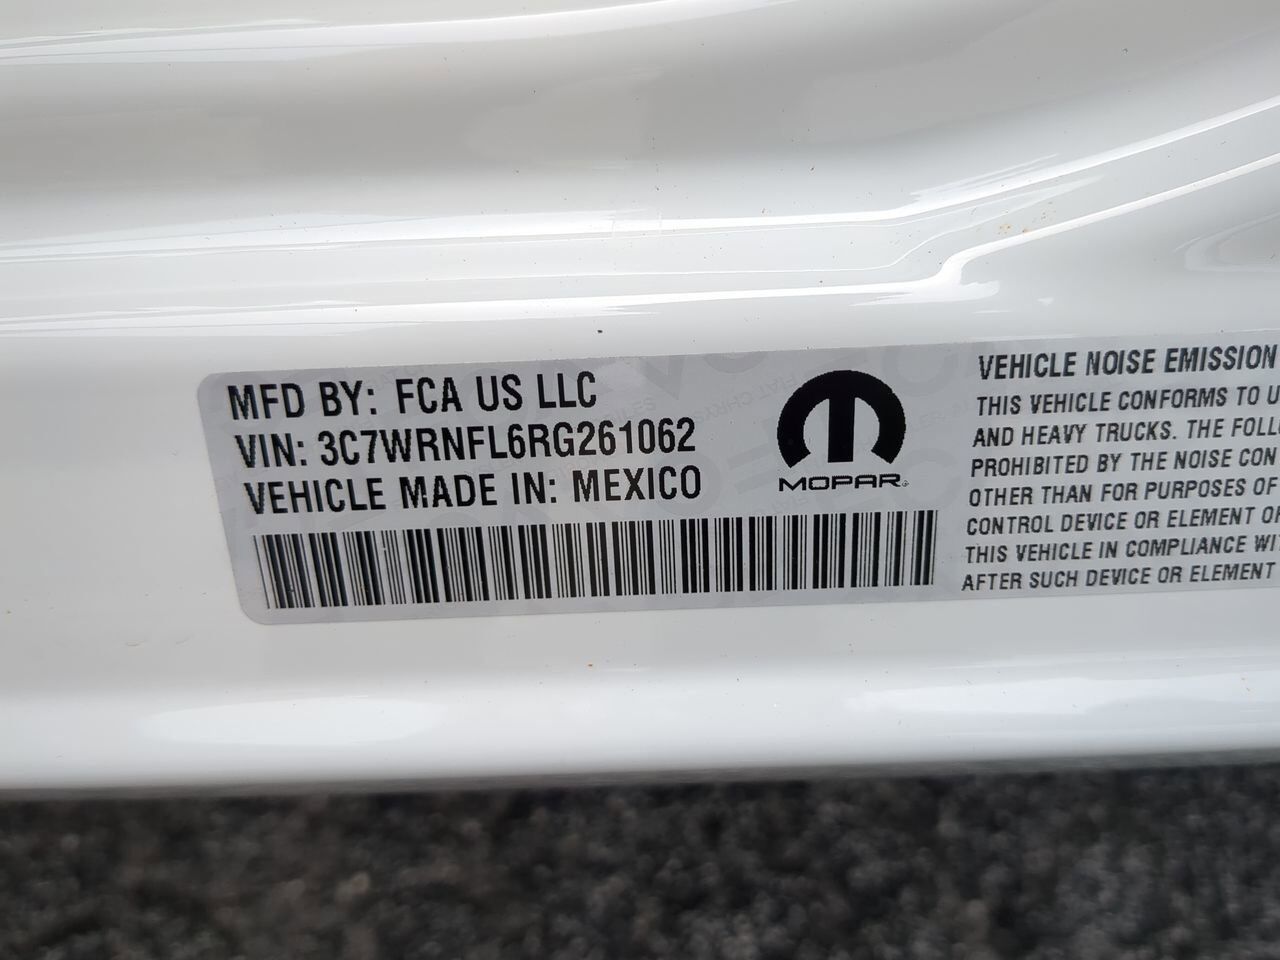 MFD BY: FCA US LLC
VIN: 3C7WRNFL6RG261062
VEHICLE MADE IN: MEXICO
MOPAR
VEHICLE NOISE EMISSION
THIS VEHICLE CONFORMS TO U
AND HEAVY TRUCKS. THE FOLL
PROHIBITED BY THE NOISE CON
OTHER THAN FOR PURPOSES OF
CONTROL DEVICE OR ELEMENT OF
THIS VEHICLE IN COMPLIANCE WI
AFTER SUCH DEVICE OR ELEMENT